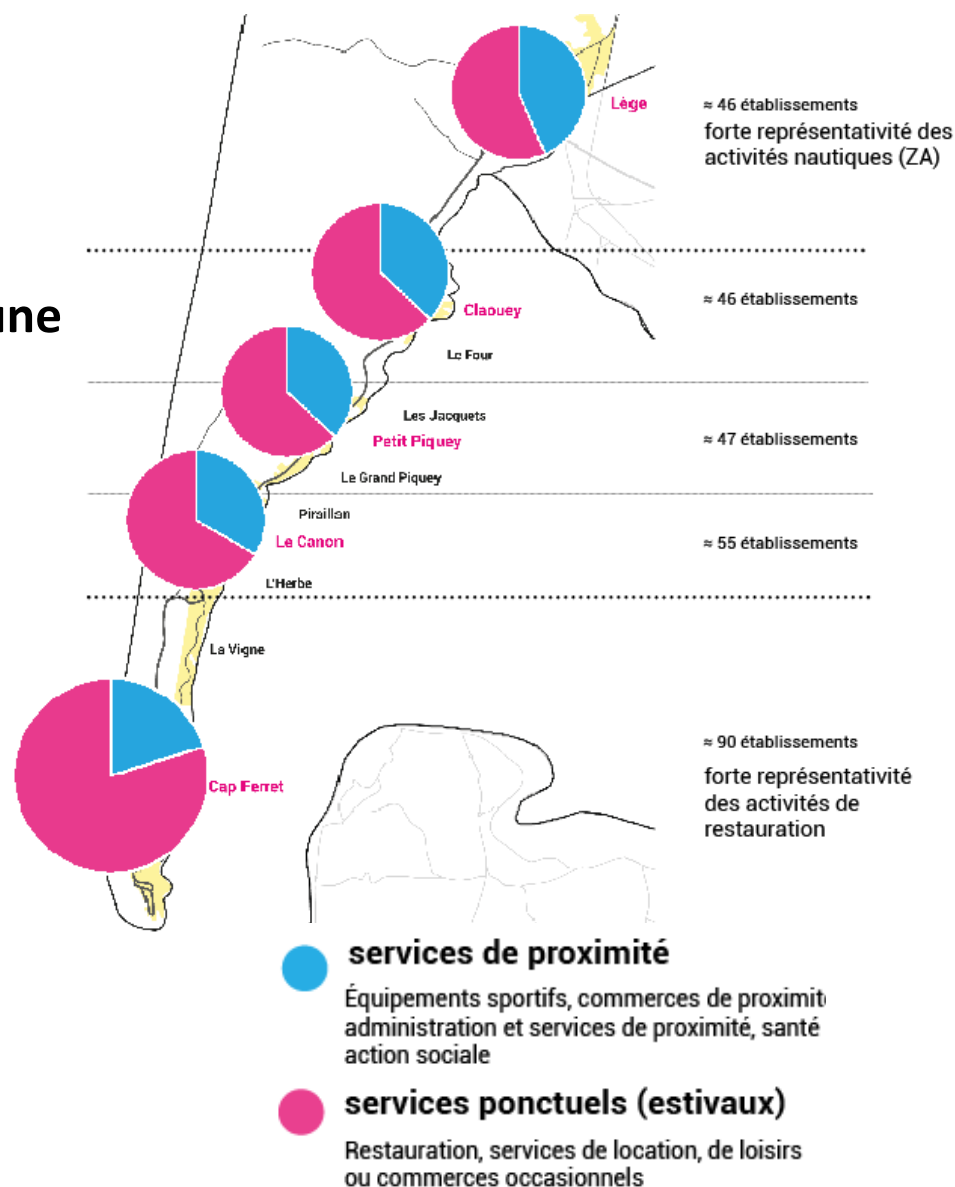 Lège
≈ 46 établissements
forte représentativité des
activités nautiques (ZA)
une
Claouey
≈ 46 établissements
Le Four
Les Jacquets
Petit Piquey
≈ 47 établissements
Le Grand Piquey
Piraillan
Le Canon
≈ 55 établissements
L'Herbe
La Vigne
Cap Ferret
≈ 90 établissements
forte représentativité
des activités de
restauration
services de proximité
Équipements sportifs, commerces de proximit
administration et services de proximité, santé
action sociale
services ponctuels (estivaux)
Restauration, services de location, de loisirs
ou commerces occasionnels